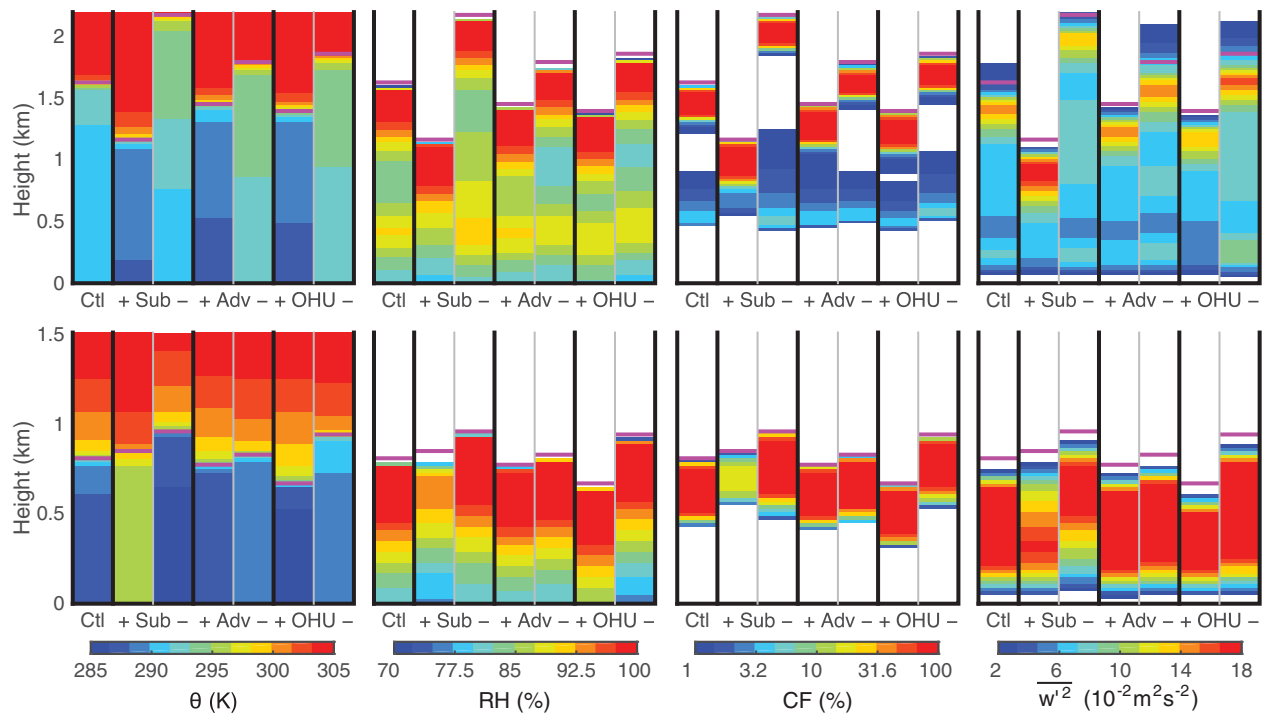 2
1.5
1
0.5
0
Height (km)
Ctl + Sub − + Adv − + OHU −
Ctl + Sub − + Adv − + OHU −
Ctl + Sub − + Adv − + OHU −
Ctl + Sub − + Adv − + OHU −
1.5
1
0.5
0
Height (km)
Ctl + Sub − + Adv − + OHU −
Ctl + Sub − + Adv − + OHU −
Ctl + Sub − + Adv − + OHU −
Ctl + Sub − + Adv − + OHU −
285 290 295 300 305
θ (K)
70 77.5 85 92.5 100
RH (%)
1 3.2 10 31.6 100
CF (%)
2 6 10 14 18
w'² (10⁻²m²s⁻²)